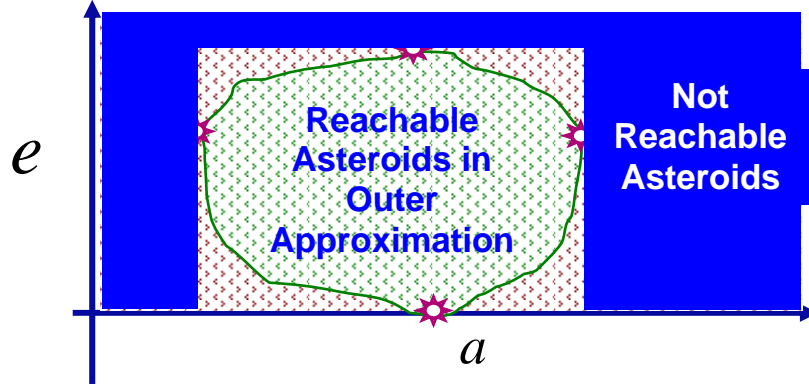 e
Reachable
Asteroids in
Outer
Approximation
Not
Reachable
Asteroids
a